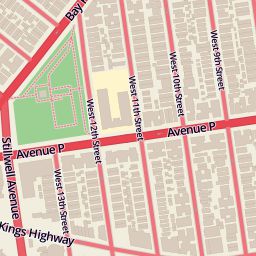 Bay
West 9th Street
West 10th Street
West 11th Street
West 12th Street
Avenue P
Avenue P
Stillwell Avenue
West 13th Street
Kings Highway